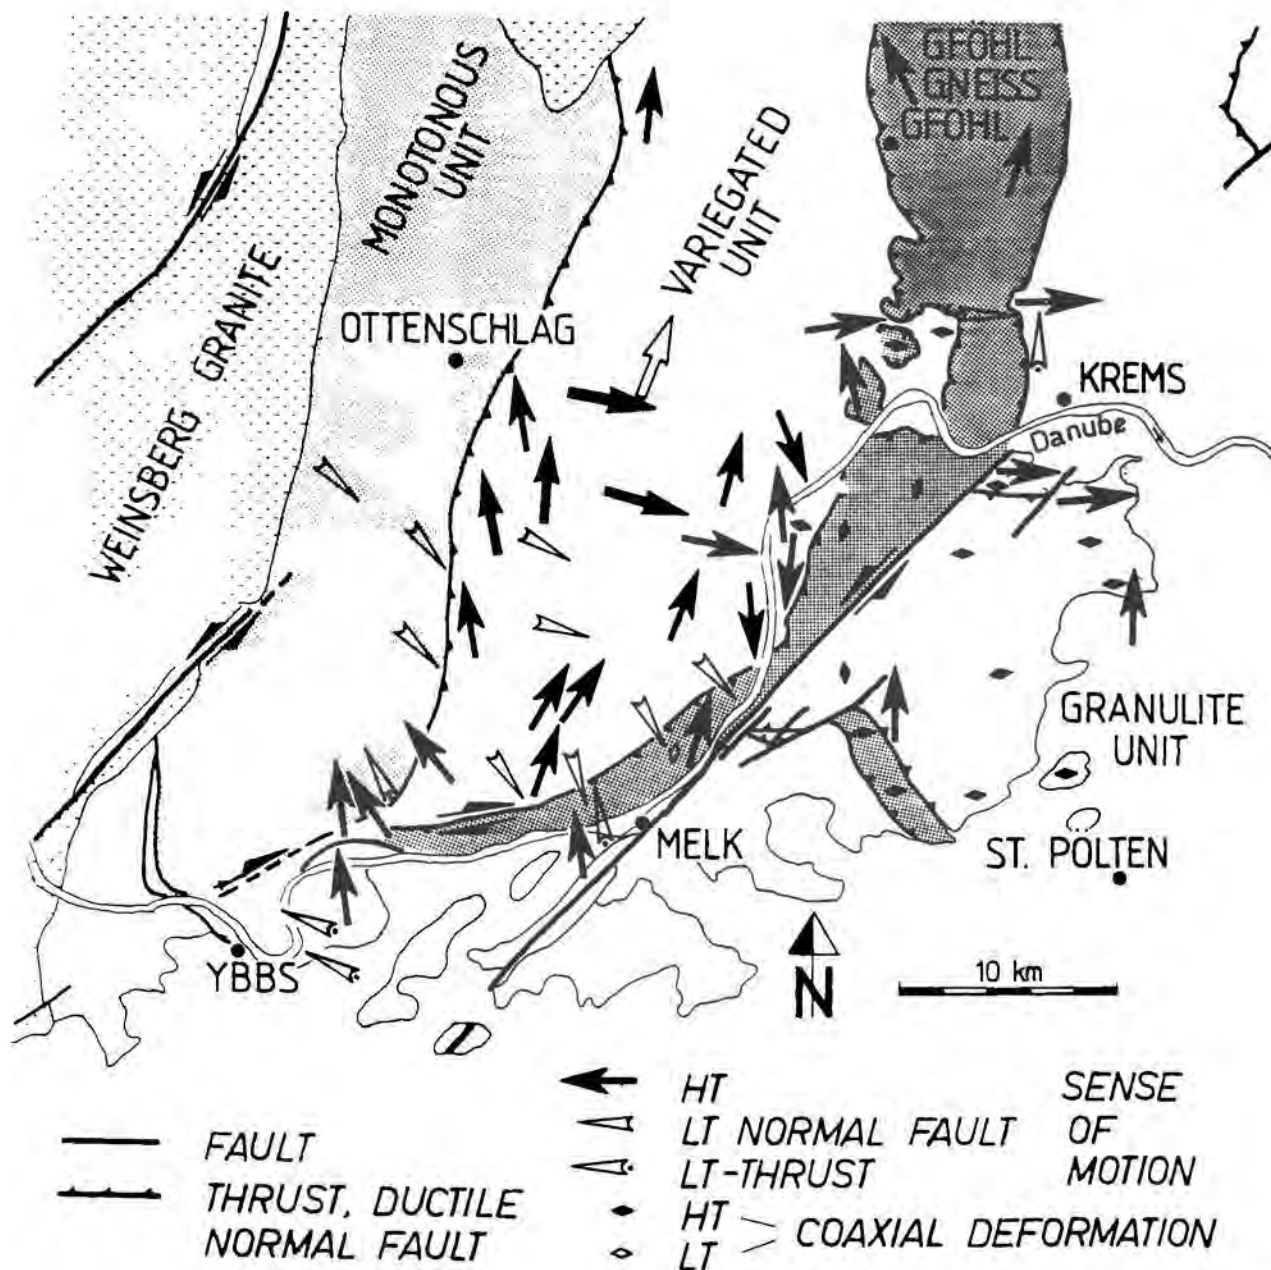 GFÖHL
GNEISS
GFÖHL
MONOTONOUS
UNIT
VARIEGATED
UNIT
WEINSBERG GRANITE
OTTENSCHLAG
KREMS
Danube
GRANULITE
UNIT
MELK
ST. PÖLTEN
YBBS
N
10 km
HT
LT NORMAL FAULT
LT-THRUST
SENSE
OF
MOTION
FAULT
THRUST, DUCTILE
NORMAL FAULT
HT
LT
COAXIAL DEFORMATION